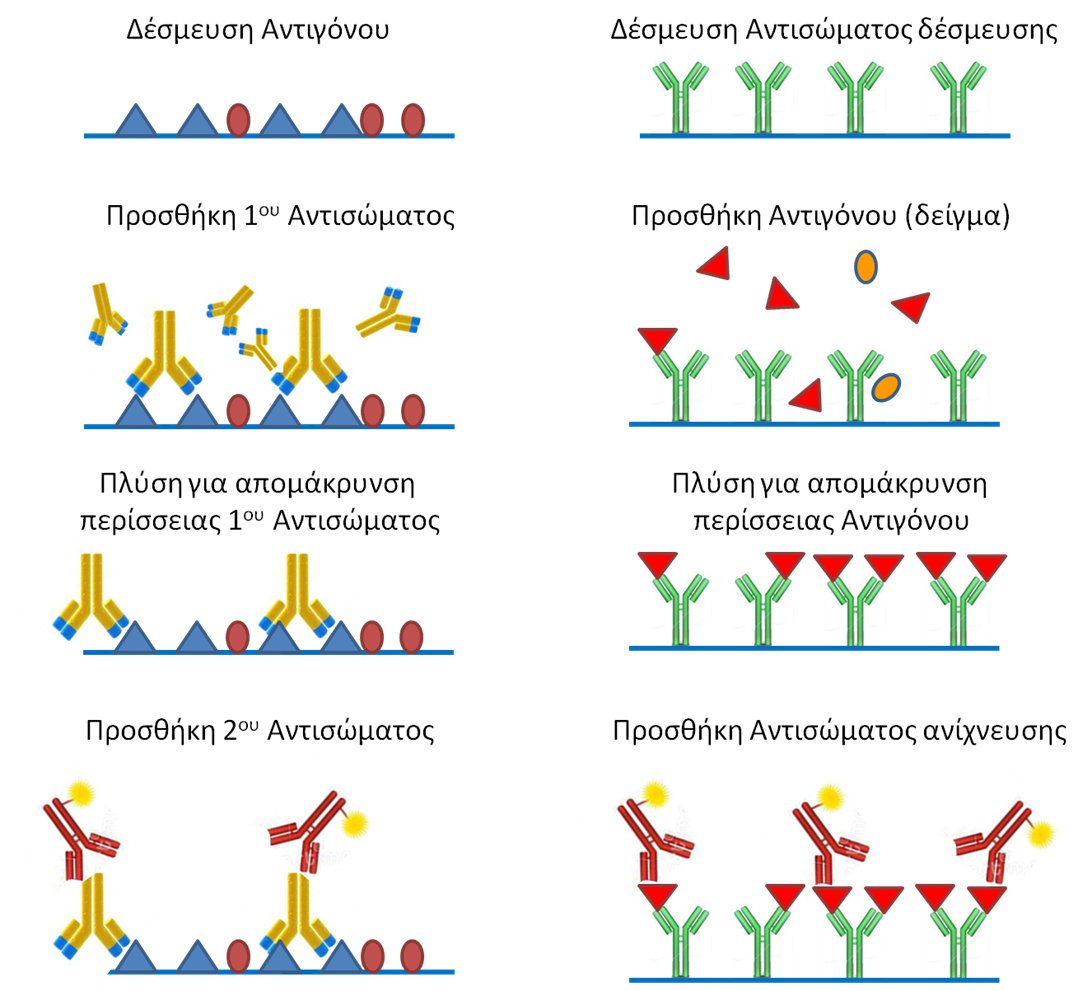 Δέσμευση Αντιγόνου
Δέσμευση Αντισώματος δέσμευσης
Προσθήκη 1ου Αντισώματος
Προσθήκη Αντιγόνου (δείγμα)
Πλύση για απομάκρυνση
περίσσειας 1ου Αντισώματος
Πλύση για απομάκρυνση
περίσσειας Αντιγόνου
Προσθήκη 2ου Αντισώματος
Προσθήκη Αντισώματος ανίχνευσης